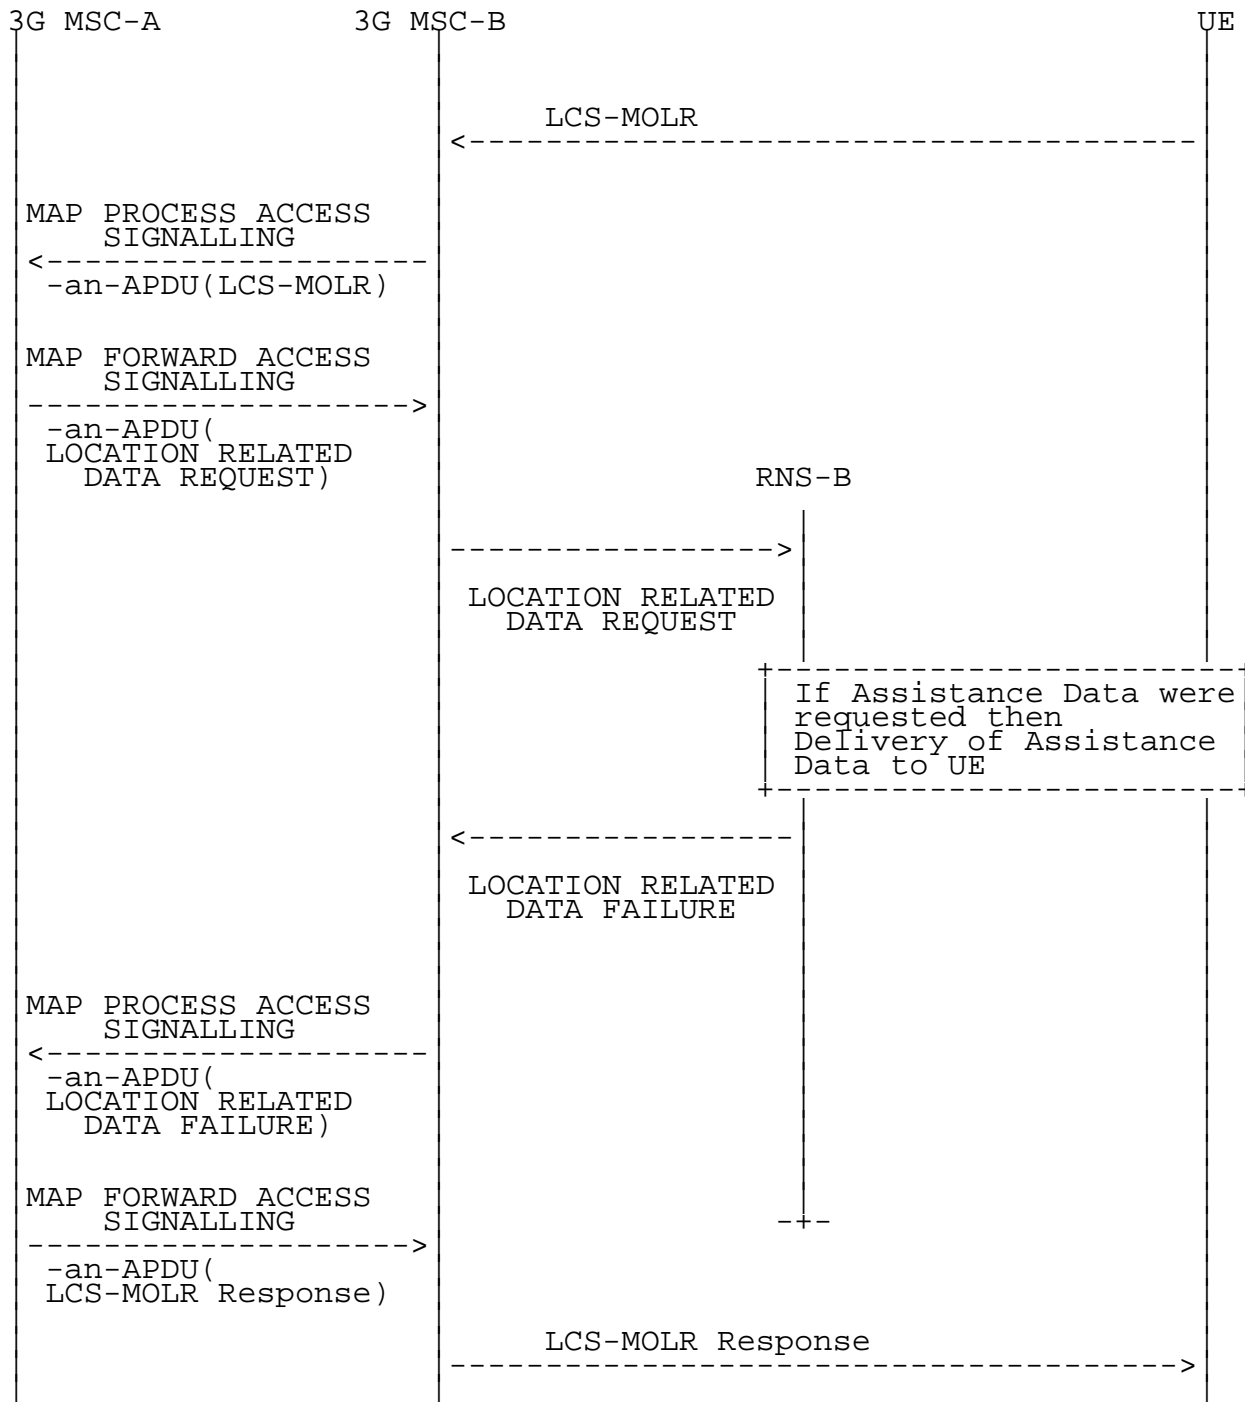 3G MSC-A 3G MSC-B UE
LCS-MOLR
MAP PROCESS ACCESS
SIGNALLING
-an-APDU(LCS-MOLR)
MAP FORWARD ACCESS
SIGNALLING
-an-APDU(
LOCATION RELATED
DATA REQUEST)
RNS-B
LOCATION RELATED
DATA REQUEST
If Assistance Data were
requested then
Delivery of Assistance
Data to UE
LOCATION RELATED
DATA FAILURE
MAP PROCESS ACCESS
SIGNALLING
-an-APDU(
LOCATION RELATED
DATA FAILURE)
MAP FORWARD ACCESS
SIGNALLING
-an-APDU(
LCS-MOLR Response)
LCS-MOLR Response